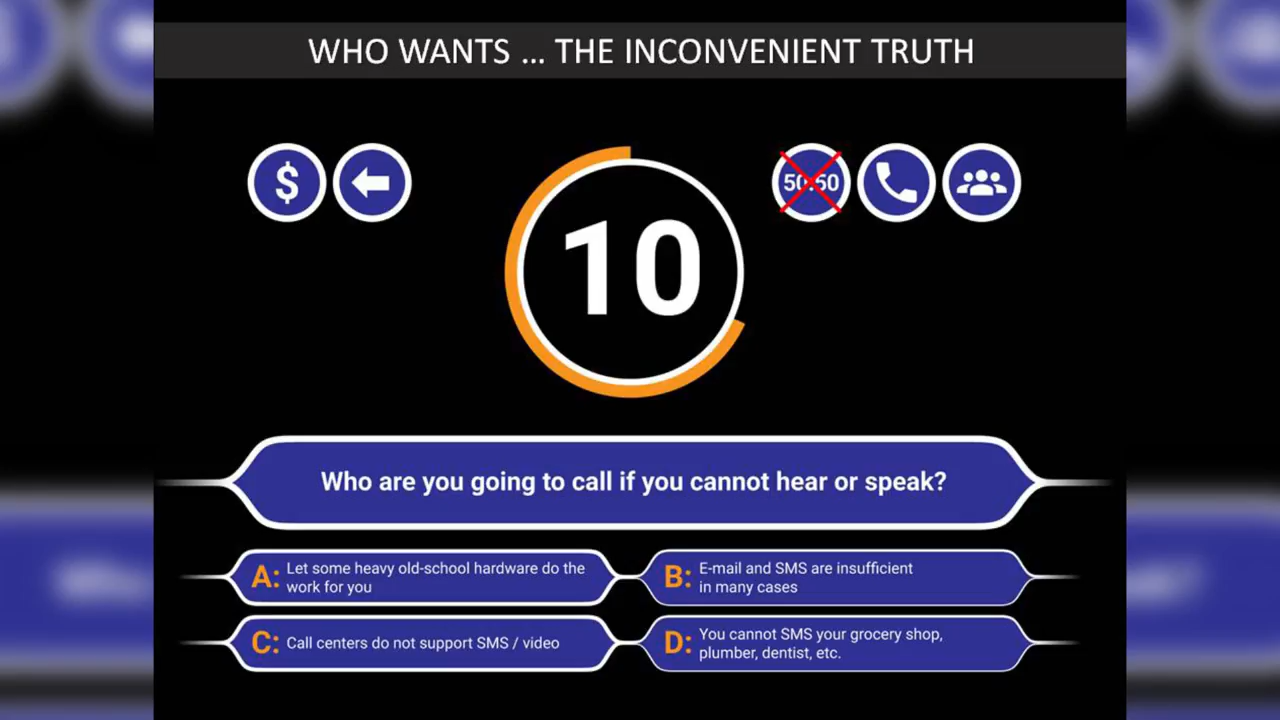 WHO WANTS ... THE INCONVENIENT TRUTH
$
50:50
10
Who are you going to call if you cannot hear or speak?
A: Let some heavy old-school hardware do the
work for you
B: E-mail and SMS are insufficient
in many cases
C: Call centers do not support SMS / video
D: You cannot SMS your grocery shop,
plumber, dentist, etc.